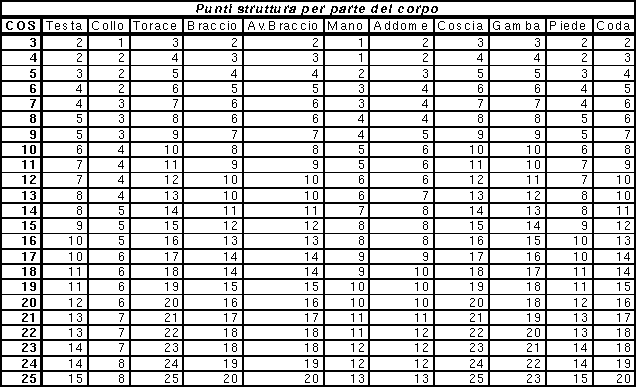 Punti struttura per parte del corpo
COS Testa Collo Torace Braccio Av.Braccio Mano Addome Coscia Gamba Piede Coda
3 2 1 3 2 2 1 2 3 3 2 2
4 2 2 4 3 3 1 2 4 4 2 3
5 3 2 5 4 4 2 3 5 5 3 4
6 4 2 6 5 5 3 4 6 6 4 5
7 4 3 7 6 6 3 4 7 7 4 6
8 5 3 8 6 6 4 4 8 8 5 6
9 5 3 9 7 7 4 5 9 9 5 7
10 6 4 10 8 8 5 6 10 10 6 8
11 7 4 11 9 9 5 6 11 10 7 9
12 7 4 12 10 10 6 6 12 11 7 10
13 8 4 13 10 10 6 7 13 12 8 10
14 8 5 14 11 11 7 8 14 13 8 11
15 9 5 15 12 12 8 8 15 14 9 12
16 10 5 16 13 13 8 8 16 15 10 13
17 10 6 17 14 14 9 9 17 16 10 14
18 11 6 18 14 14 9 10 18 17 11 14
19 11 6 19 15 15 10 10 19 18 11 15
20 12 6 20 16 16 10 10 20 18 12 16
21 13 7 21 17 17 11 11 21 19 13 17
22 13 7 22 18 18 11 12 22 20 13 18
23 14 7 23 18 18 12 12 23 21 14 18
24 14 8 24 19 19 12 12 24 22 14 19
25 15 8 25 20 20 13 13 25 23 15 20